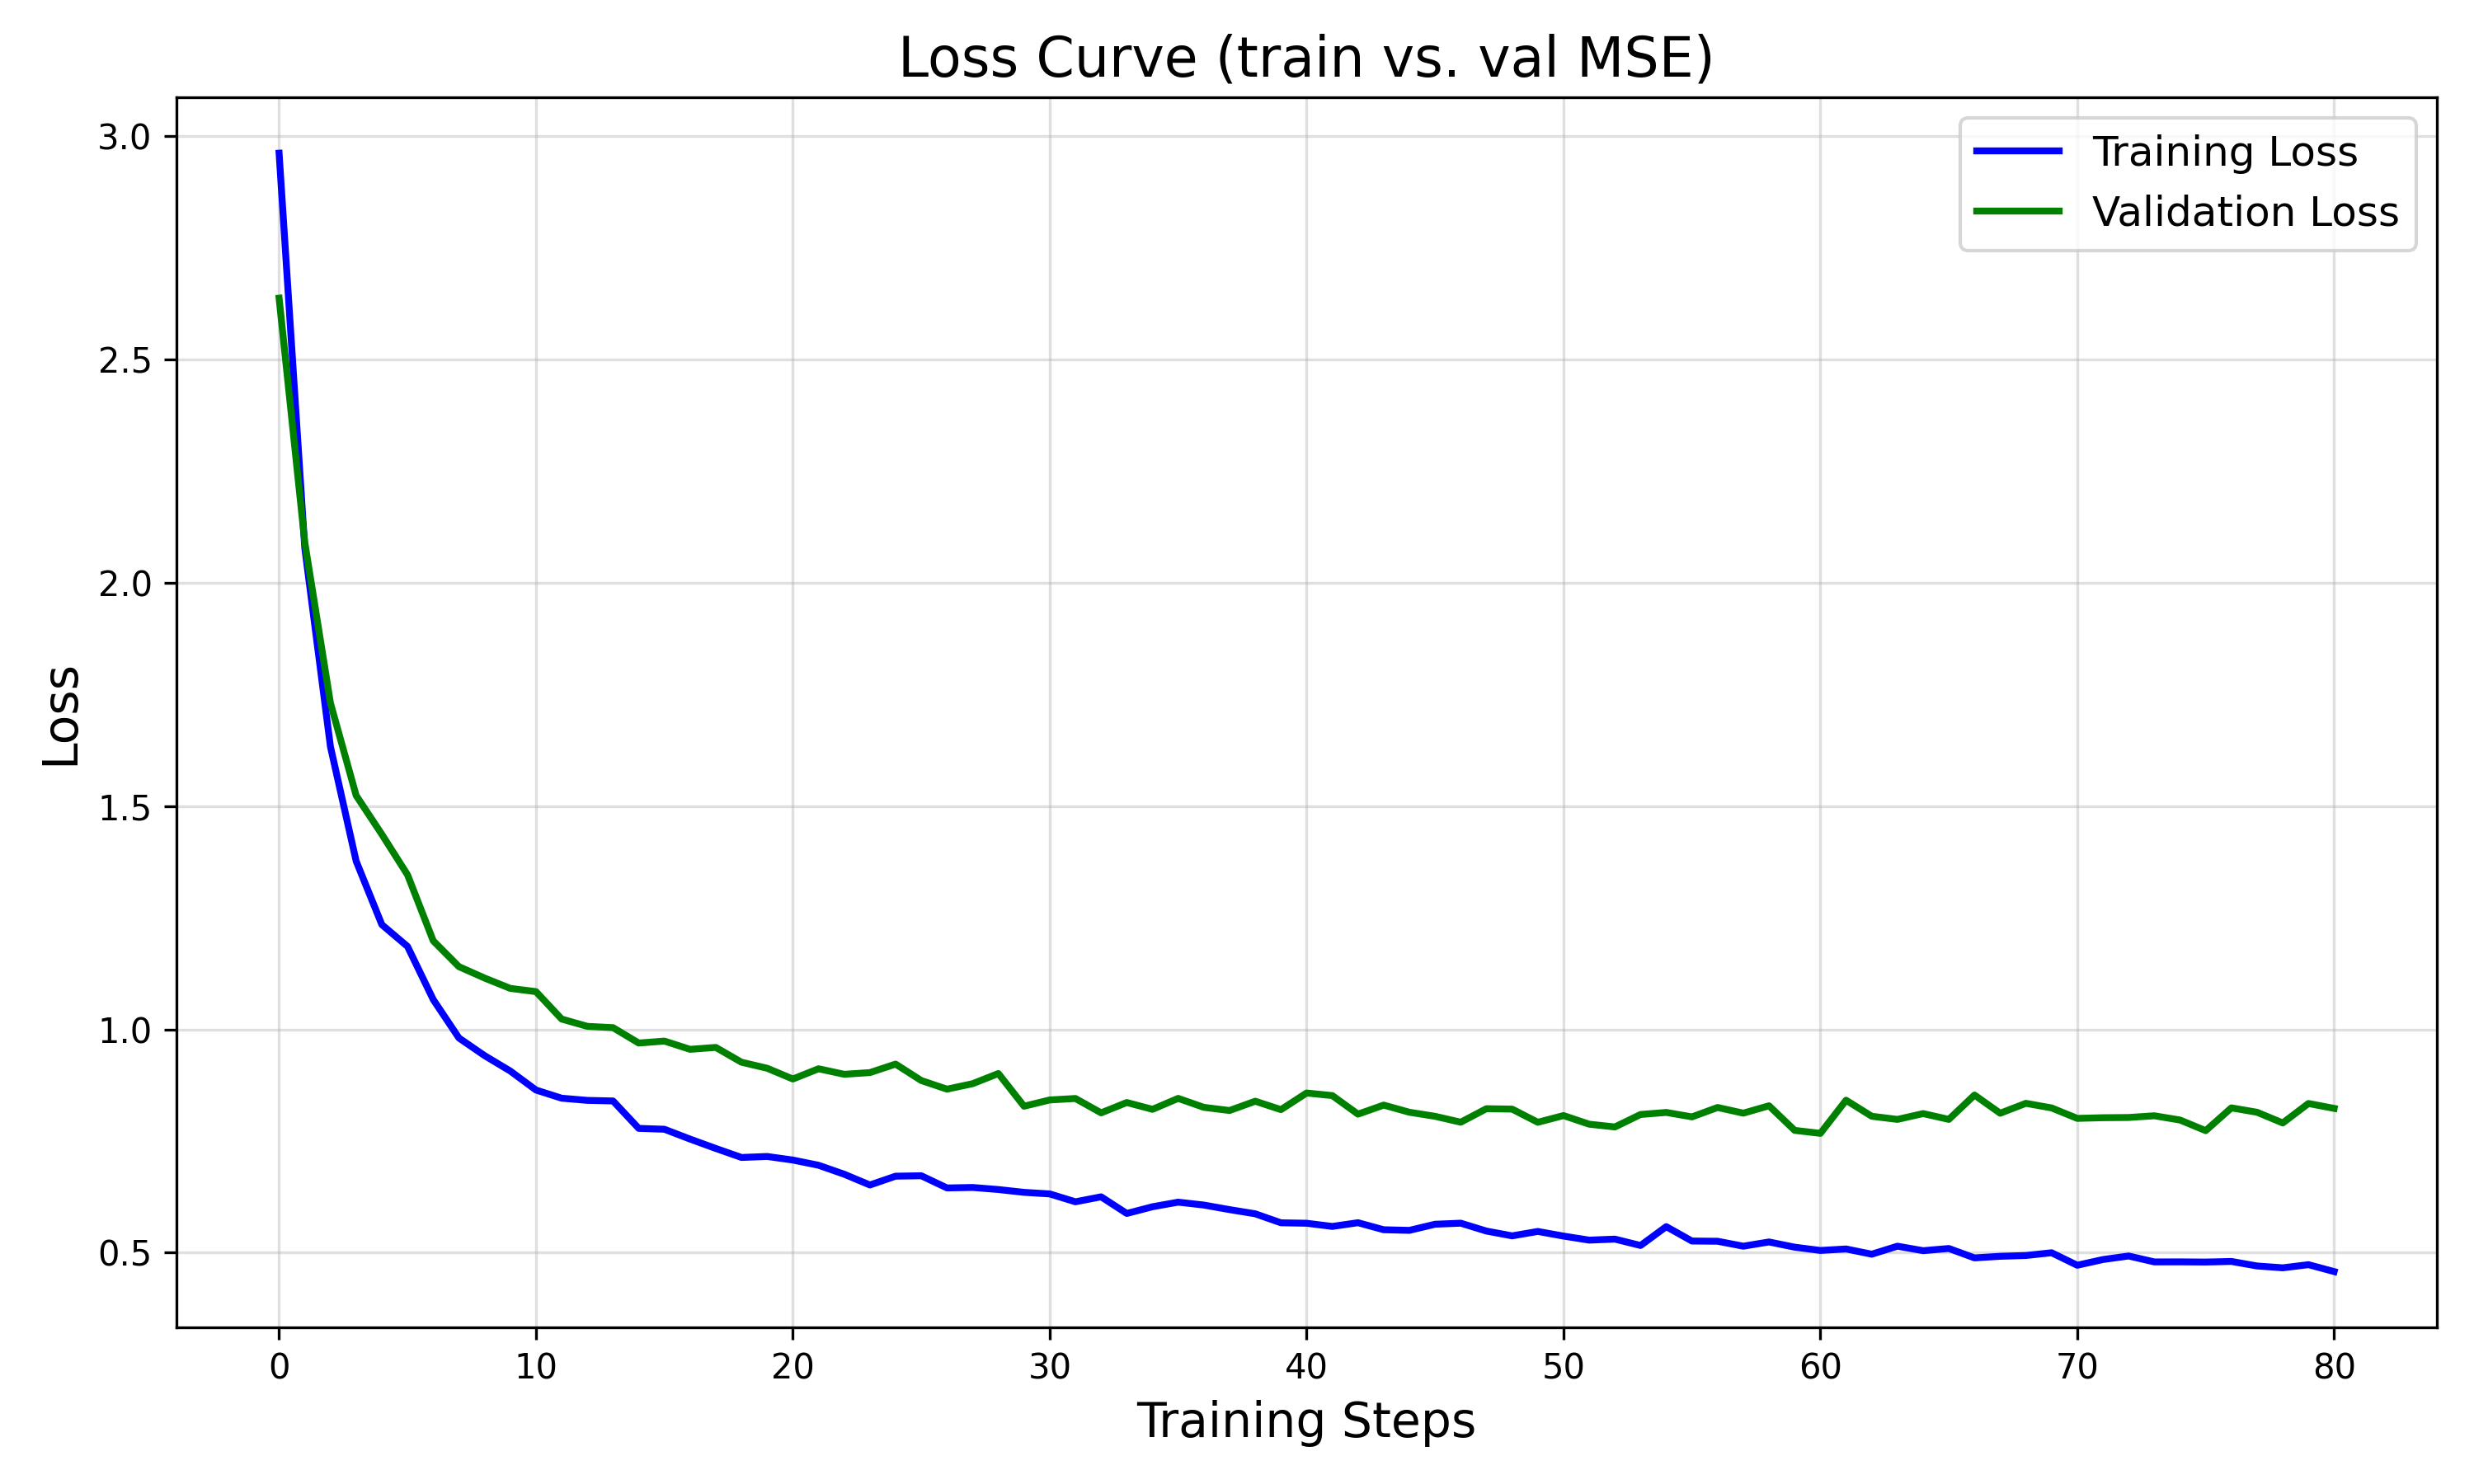 Loss Curve (train vs. val MSE)
Training Loss
Validation Loss
3.0
2.5
2.0
1.5
1.0
0.5
Loss
0 10 20 30 40 50 60 70 80
Training Steps